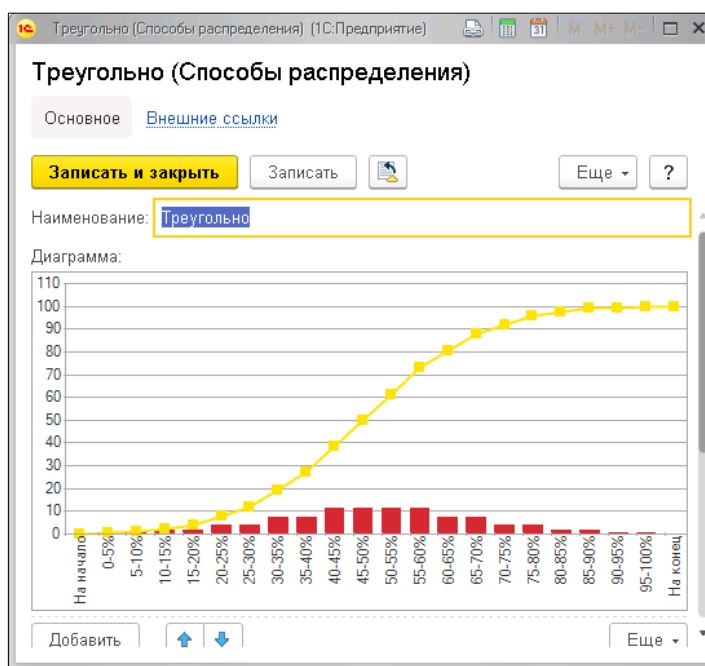 1С Треугольно (Способы распределения) (1С:Предприятие) 31 M M+ M-
Треугольно (Способы распределения)
Основное Внешние ссылки
Записать и закрыть Записать Еще ?
Наименование: Треугольно
Диаграмма:
110
100
90
80
70
60
50
40
30
20
10
0
На начало 0-5% 5-10% 10-15% 15-20% 20-25% 25-30% 30-35% 35-40% 40-45% 45-50% 50-55% 55-60% 60-65% 65-70% 70-75% 75-80% 80-85% 85-90% 90-95% 95-100% На конец
Добавить Еще